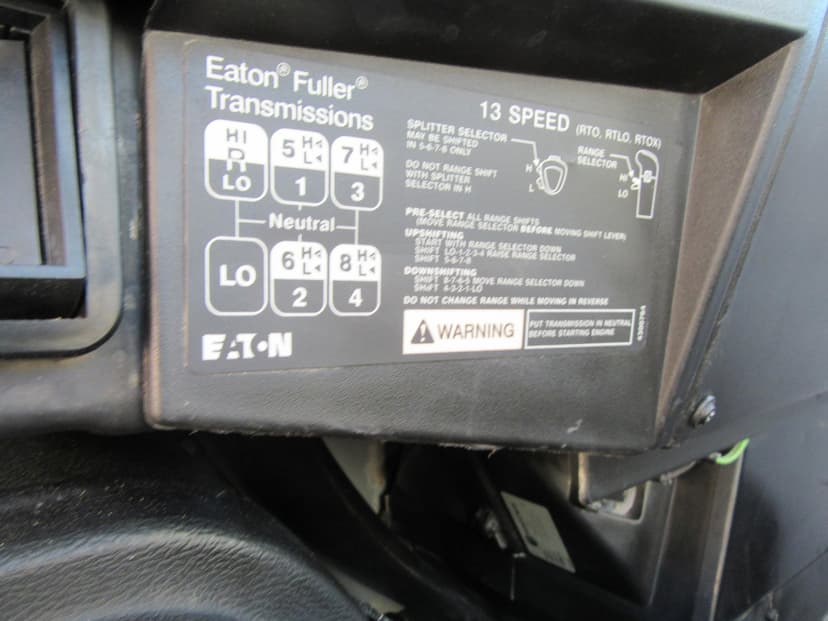 Eaton® Fuller®
Transmissions
13 SPEED (RTO, RTLO, RTOX)
HI
R
LO
5 H
L
1
7 H
L
3
Neutral
LO
6 H
L
2
8 H
L
4
SPLITTER SELECTOR
MAY BE SHIFTED
IN 5-6-7-8 ONLY
H
L
RANGE
SELECTOR
HI
LO
DO NOT RANGE SHIFT
WITH SPLITTER
SELECTOR IN H
PRE-SELECT ALL RANGE SHIFTS
(MOVE RANGE SELECTOR BEFORE MOVING SHIFT LEVER)
UPSHIFTING
START WITH RANGE SELECTOR DOWN
SHIFT LO-1-2-3-4 RAISE RANGE SELECTOR
SHIFT 5-6-7-8
DOWNSHIFTING
SHIFT 8-7-6-5 MOVE RANGE SELECTOR DOWN
SHIFT 4-3-2-1-LO
DO NOT CHANGE RANGE WHILE MOVING IN REVERSE
WARNING
PUT TRANSMISSION IN NEUTRAL
BEFORE STARTING ENGINE
EATON